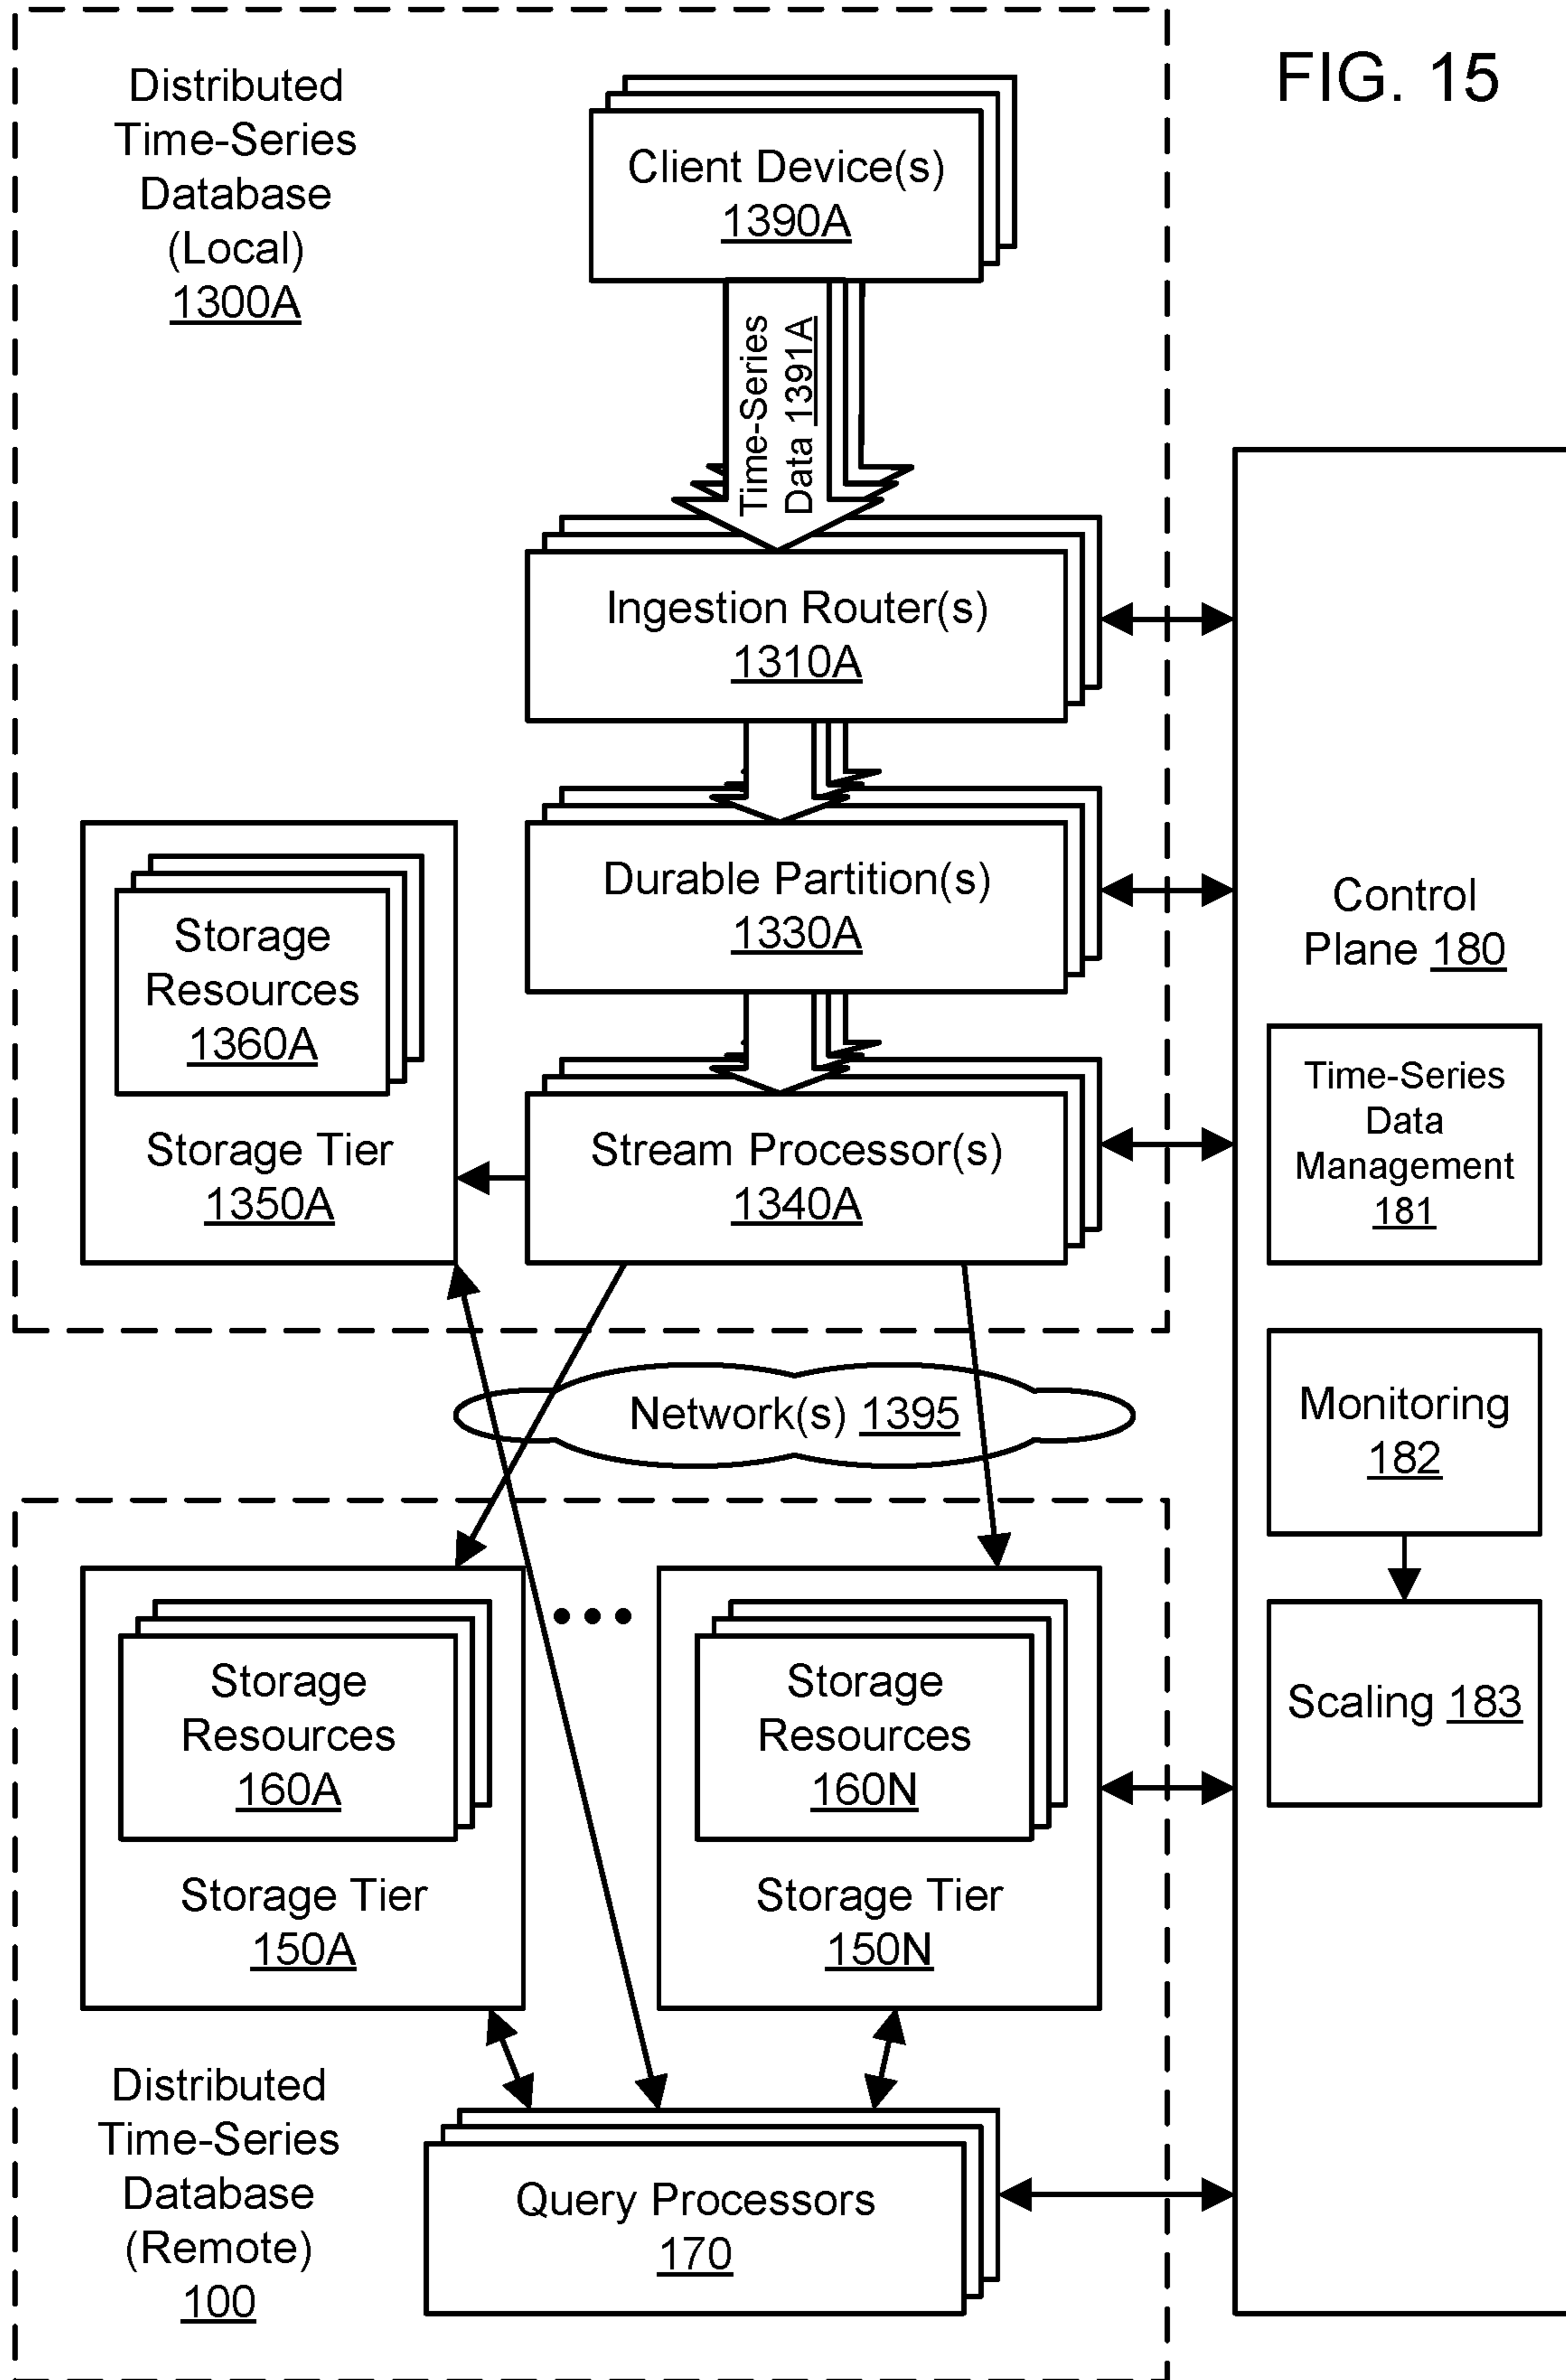 FIG. 15
Distributed
Time-Series
Database
(Local)
1300A
Client Device(s)
1390A
Time-Series
Data 1391A
Ingestion Router(s)
1310A
Durable Partition(s)
1330A
Storage
Resources
1360A
Storage Tier
1350A
Stream Processor(s)
1340A
Control
Plane 180
Time-Series
Data
Management
181
Monitoring
182
Scaling 183
Network(s) 1395
Storage
Resources
160A
Storage Tier
150A
Storage
Resources
160N
Storage Tier
150N
Distributed
Time-Series
Database
(Remote)
100
Query Processors
170